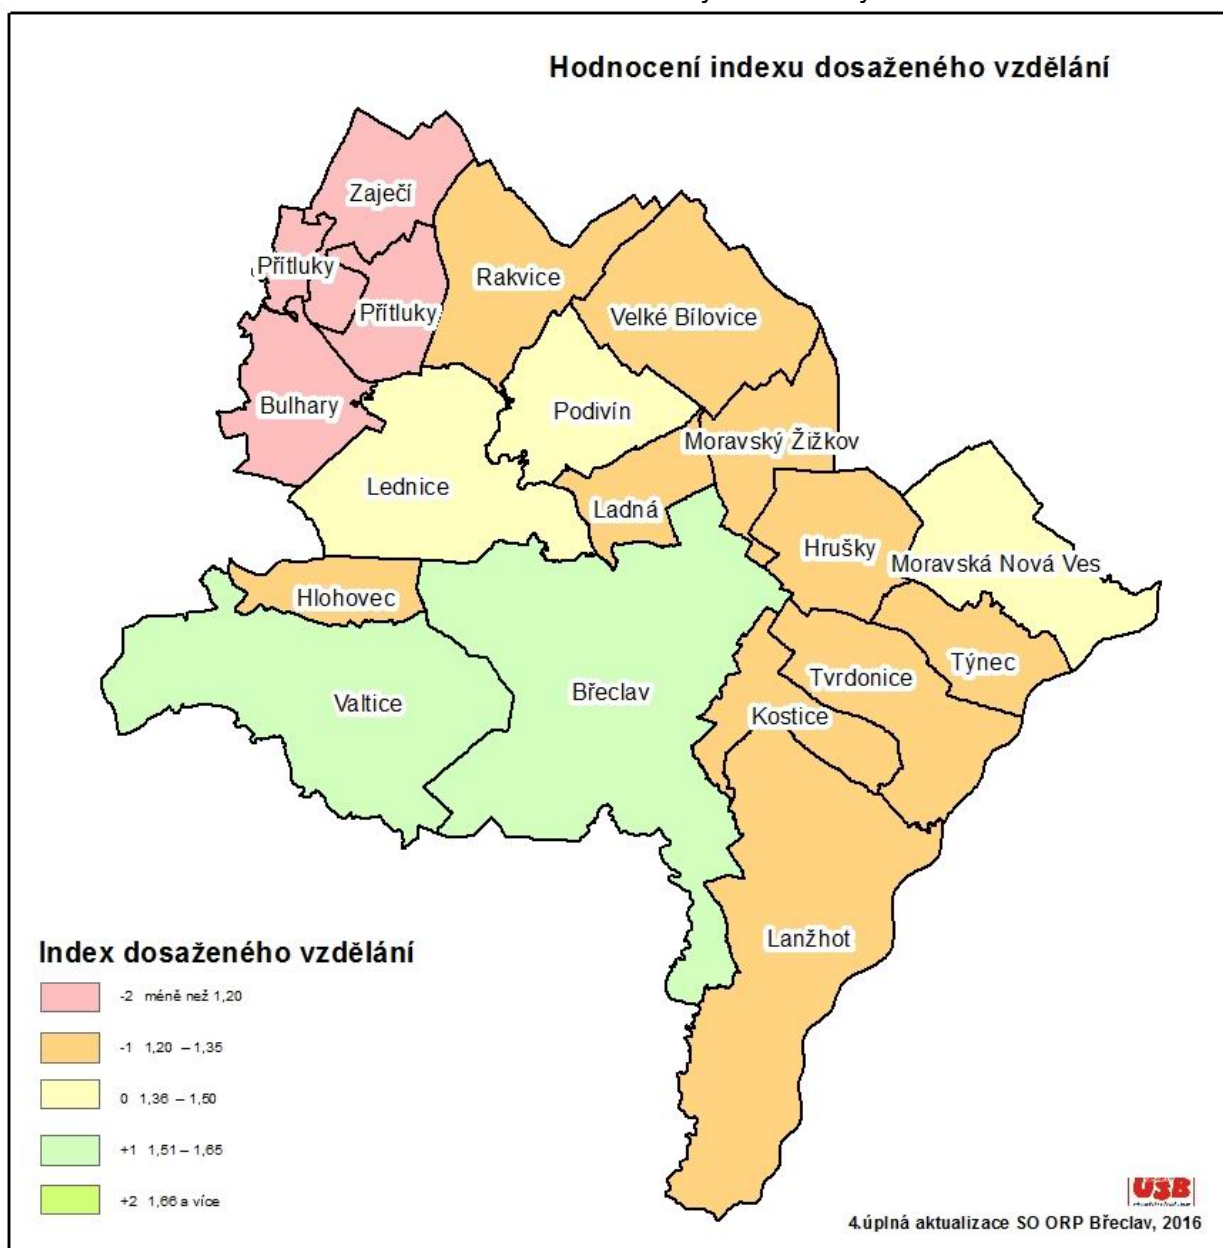 Hodnocení indexu dosaženého vzdělání
Zaječí
Přítluky
Rakvice
Přítluky
Velké Bílovice
Bulhary
Podivín
Moravský Žižkov
Lednice
Ladná
Hrušky
Moravská Nová Ves
Hlohovec
Týnec
Tvrdonice
Břeclav
Valtice
Kostice
Lanžhot
Index dosaženého vzdělání
-2 méně než 1,20
-1 1,20 – 1,35
0 1,36 – 1,50
+1 1,51 – 1,65
+2 1,66 a více
U3B
4.úplná aktualizace SO ORP Břeclav, 2016